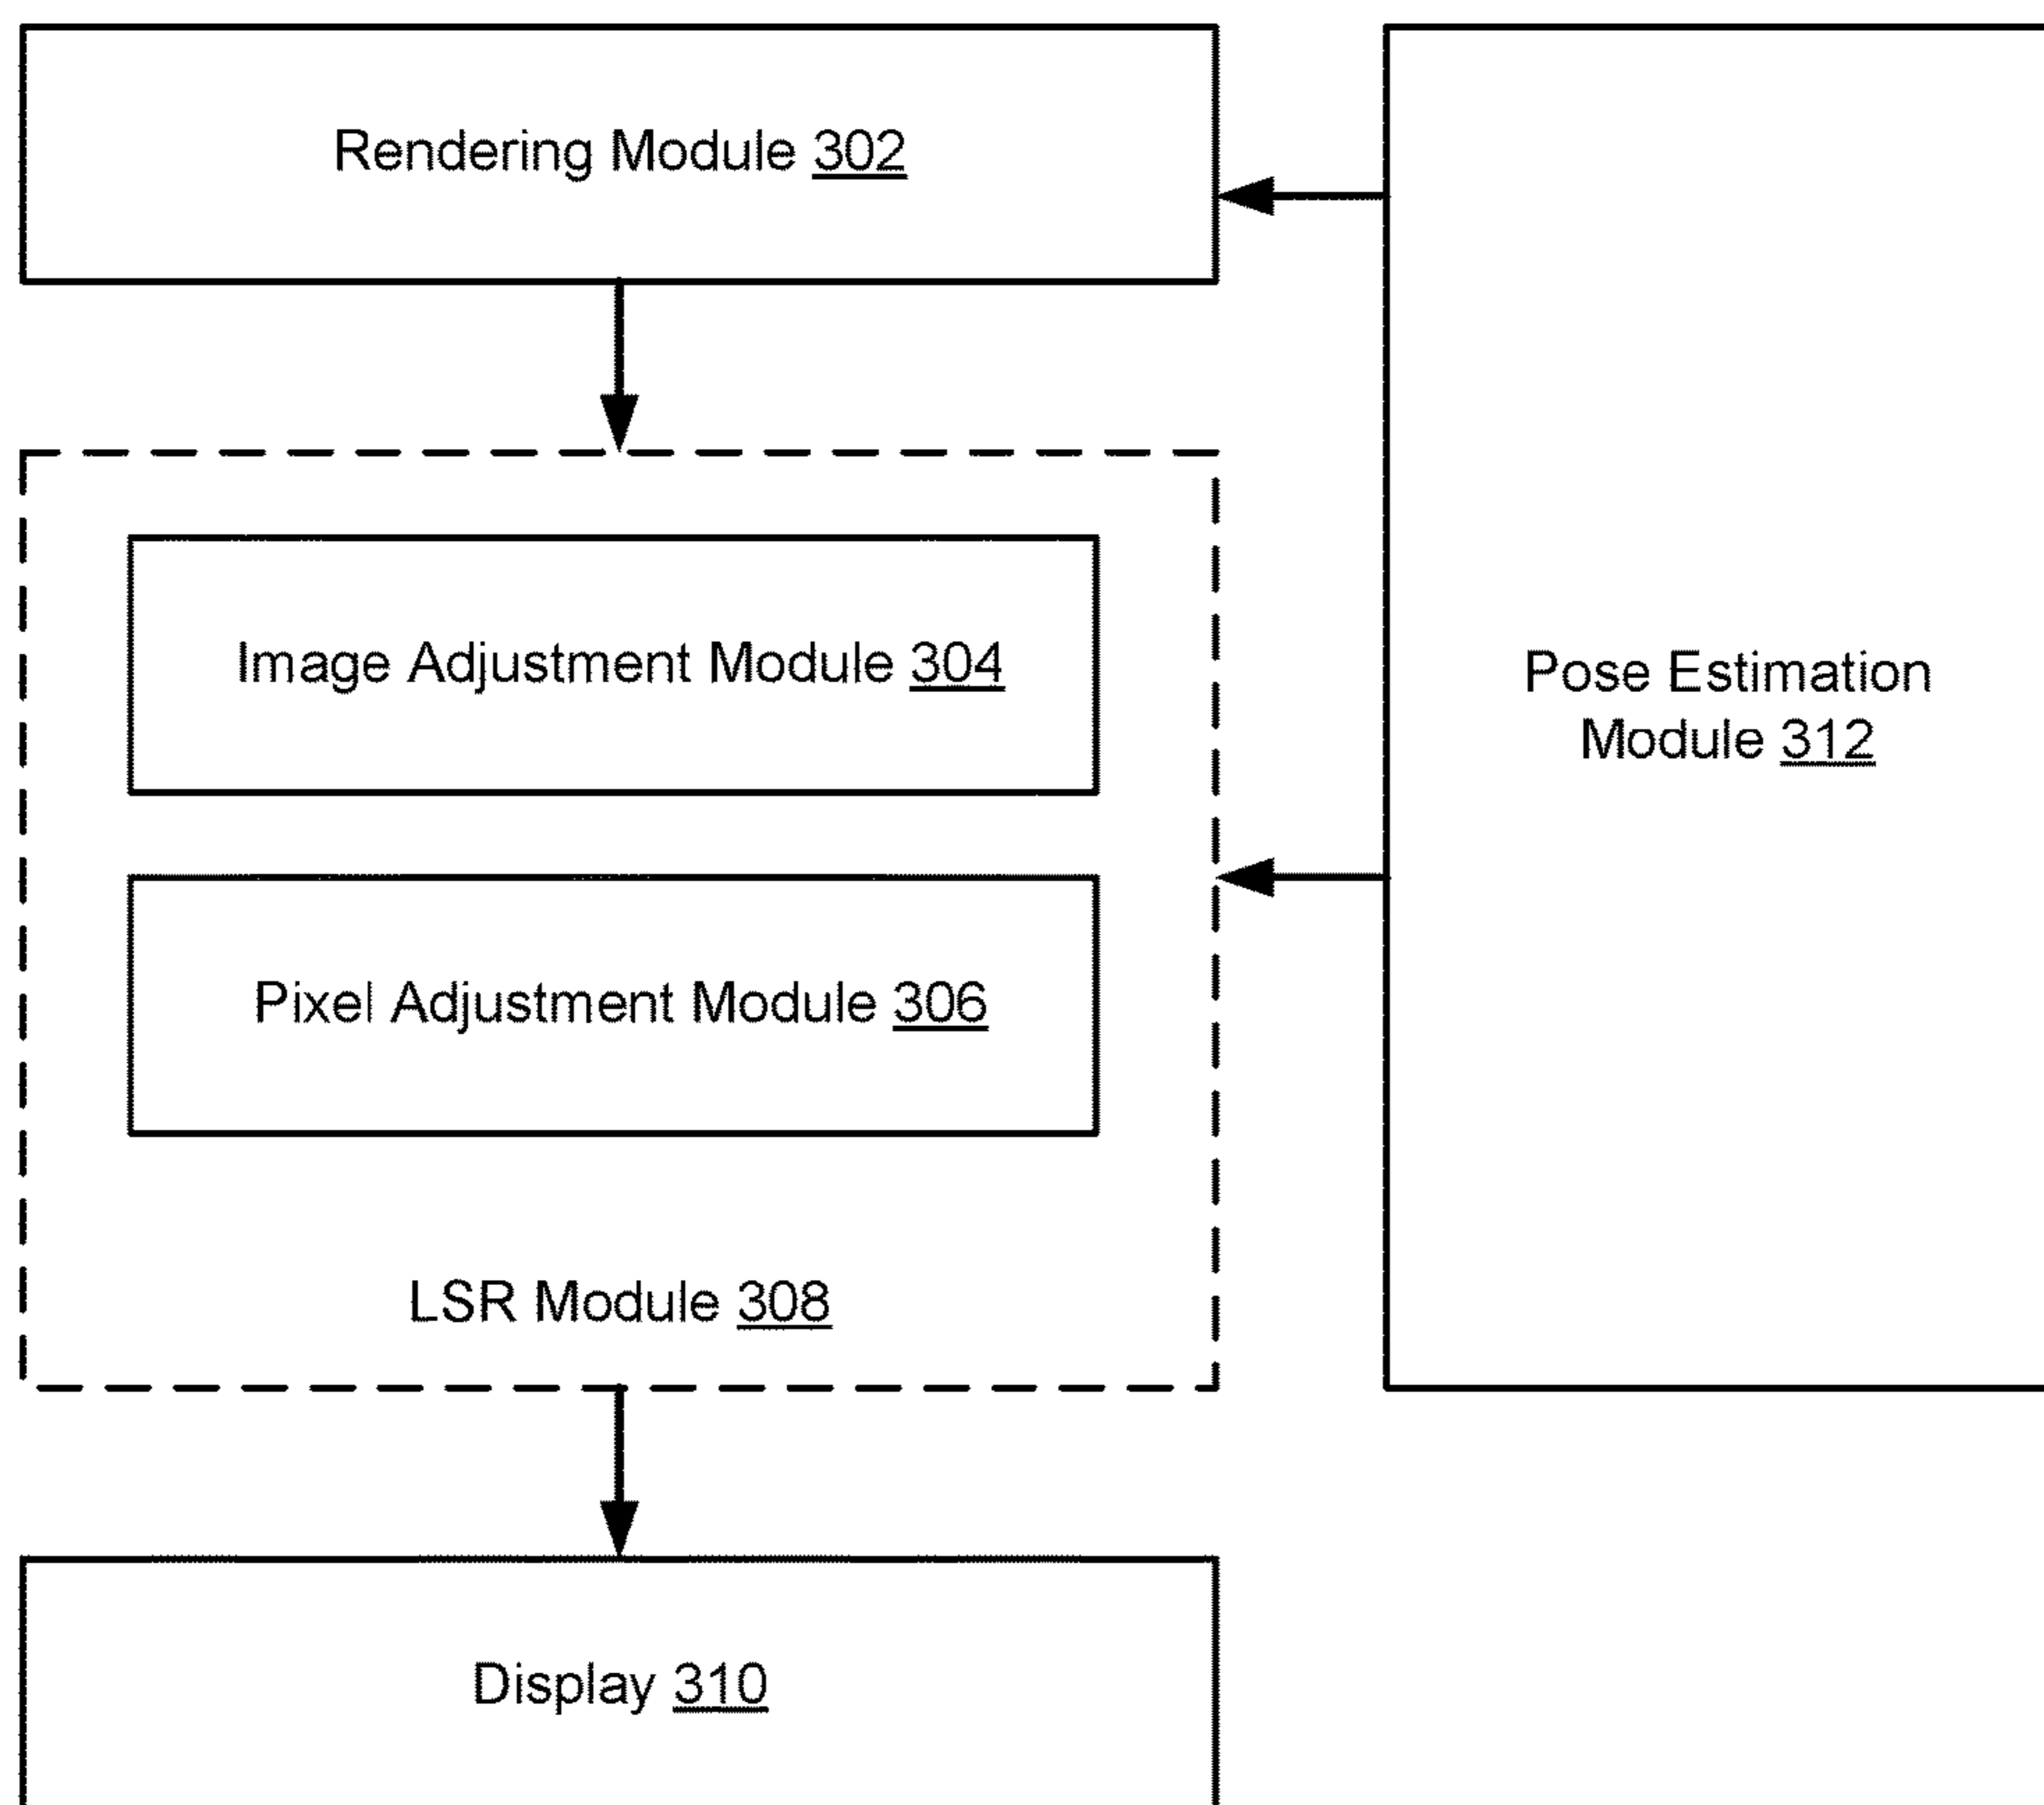 Rendering Module 302
Image Adjustment Module 304
Pose Estimation
Module 312
Pixel Adjustment Module 306
LSR Module 308
Display 310